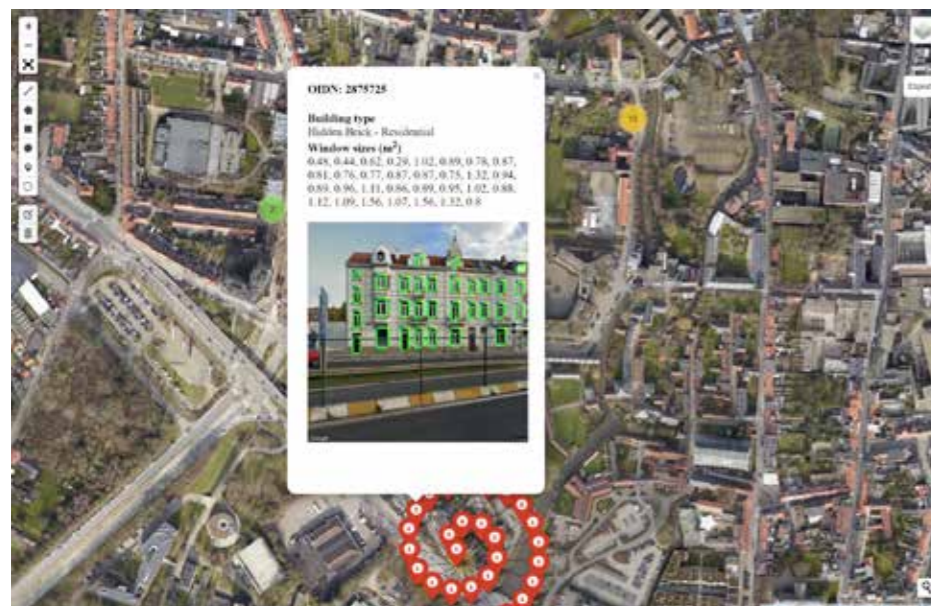 OIDN: 2875725
Building type
Hidden Brick - Residential
Window sizes (m²)
0.48, 0.44, 0.62, 0.29, 1.02, 0.89, 0.78, 0.87,
0.81, 0.76, 0.77, 0.87, 0.87, 0.75, 1.32, 0.94,
0.89, 0.96, 1.11, 0.86, 0.89, 0.95, 1.02, 0.88,
1.12, 1.09, 1.56, 1.07, 1.56, 1.32, 0.8